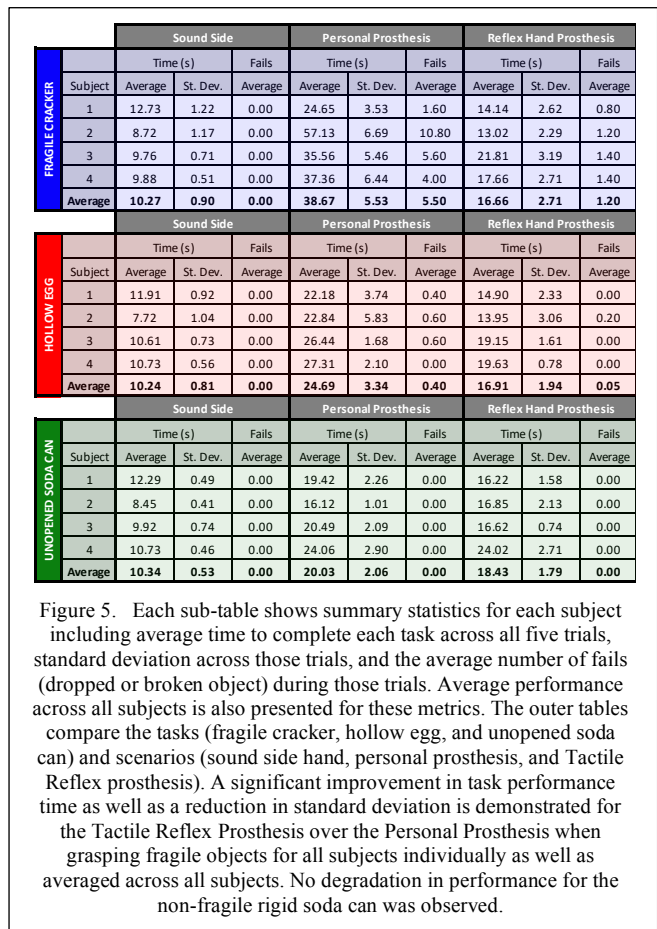 Sound Side Personal Prosthesis Reflex Hand Prosthesis
FRAGILE CRACKER
Time (s) Fails Time (s) Fails Time (s) Fails
Subject Average St. Dev. Average Average St. Dev. Average Average St. Dev. Average
1 12.73 1.22 0.00 24.65 3.53 1.60 14.14 2.62 0.80
2 8.72 1.17 0.00 57.13 6.69 10.80 13.02 2.29 1.20
3 9.76 0.71 0.00 35.56 5.46 5.60 21.81 3.19 1.40
4 9.88 0.51 0.00 37.36 6.44 4.00 17.66 2.71 1.40
Average 10.27 0.90 0.00 38.67 5.53 5.50 16.66 2.71 1.20
Sound Side Personal Prosthesis Reflex Hand Prosthesis
HOLLOW EGG
Time (s) Fails Time (s) Fails Time (s) Fails
Subject Average St. Dev. Average Average St. Dev. Average Average St. Dev. Average
1 11.91 0.92 0.00 22.18 3.74 0.40 14.90 2.33 0.00
2 7.72 1.04 0.00 22.84 5.83 0.60 13.95 3.06 0.20
3 10.61 0.73 0.00 26.44 1.68 0.60 19.15 1.61 0.00
4 10.73 0.56 0.00 27.31 2.10 0.00 19.63 0.78 0.00
Average 10.24 0.81 0.00 24.69 3.34 0.40 16.91 1.94 0.05
Sound Side Personal Prosthesis Reflex Hand Prosthesis
UNOPENED SODA CAN
Time (s) Fails Time (s) Fails Time (s) Fails
Subject Average St. Dev. Average Average St. Dev. Average Average St. Dev. Average
1 12.29 0.49 0.00 19.42 2.26 0.00 16.22 1.58 0.00
2 8.45 0.41 0.00 16.12 1.01 0.00 16.85 2.13 0.00
3 9.92 0.74 0.00 20.49 2.09 0.00 16.62 0.74 0.00
4 10.73 0.46 0.00 24.06 2.90 0.00 24.02 2.71 0.00
Average 10.34 0.53 0.00 20.03 2.06 0.00 18.43 1.79 0.00
Figure 5. Each sub-table shows summary statistics for each subject
including average time to complete each task across all five trials,
standard deviation across those trials, and the average number of fails
(dropped or broken object) during those trials. Average performance
across all subjects is also presented for these metrics. The outer tables
compare the tasks (fragile cracker, hollow egg, and unopened soda
can) and scenarios (sound side hand, personal prosthesis, and Tactile
Reflex prosthesis). A significant improvement in task performance
time as well as a reduction in standard deviation is demonstrated for
the Tactile Reflex Prosthesis over the Personal Prosthesis when
grasping fragile objects for all subjects individually as well as
averaged across all subjects. No degradation in performance for the
non-fragile rigid soda can was observed.